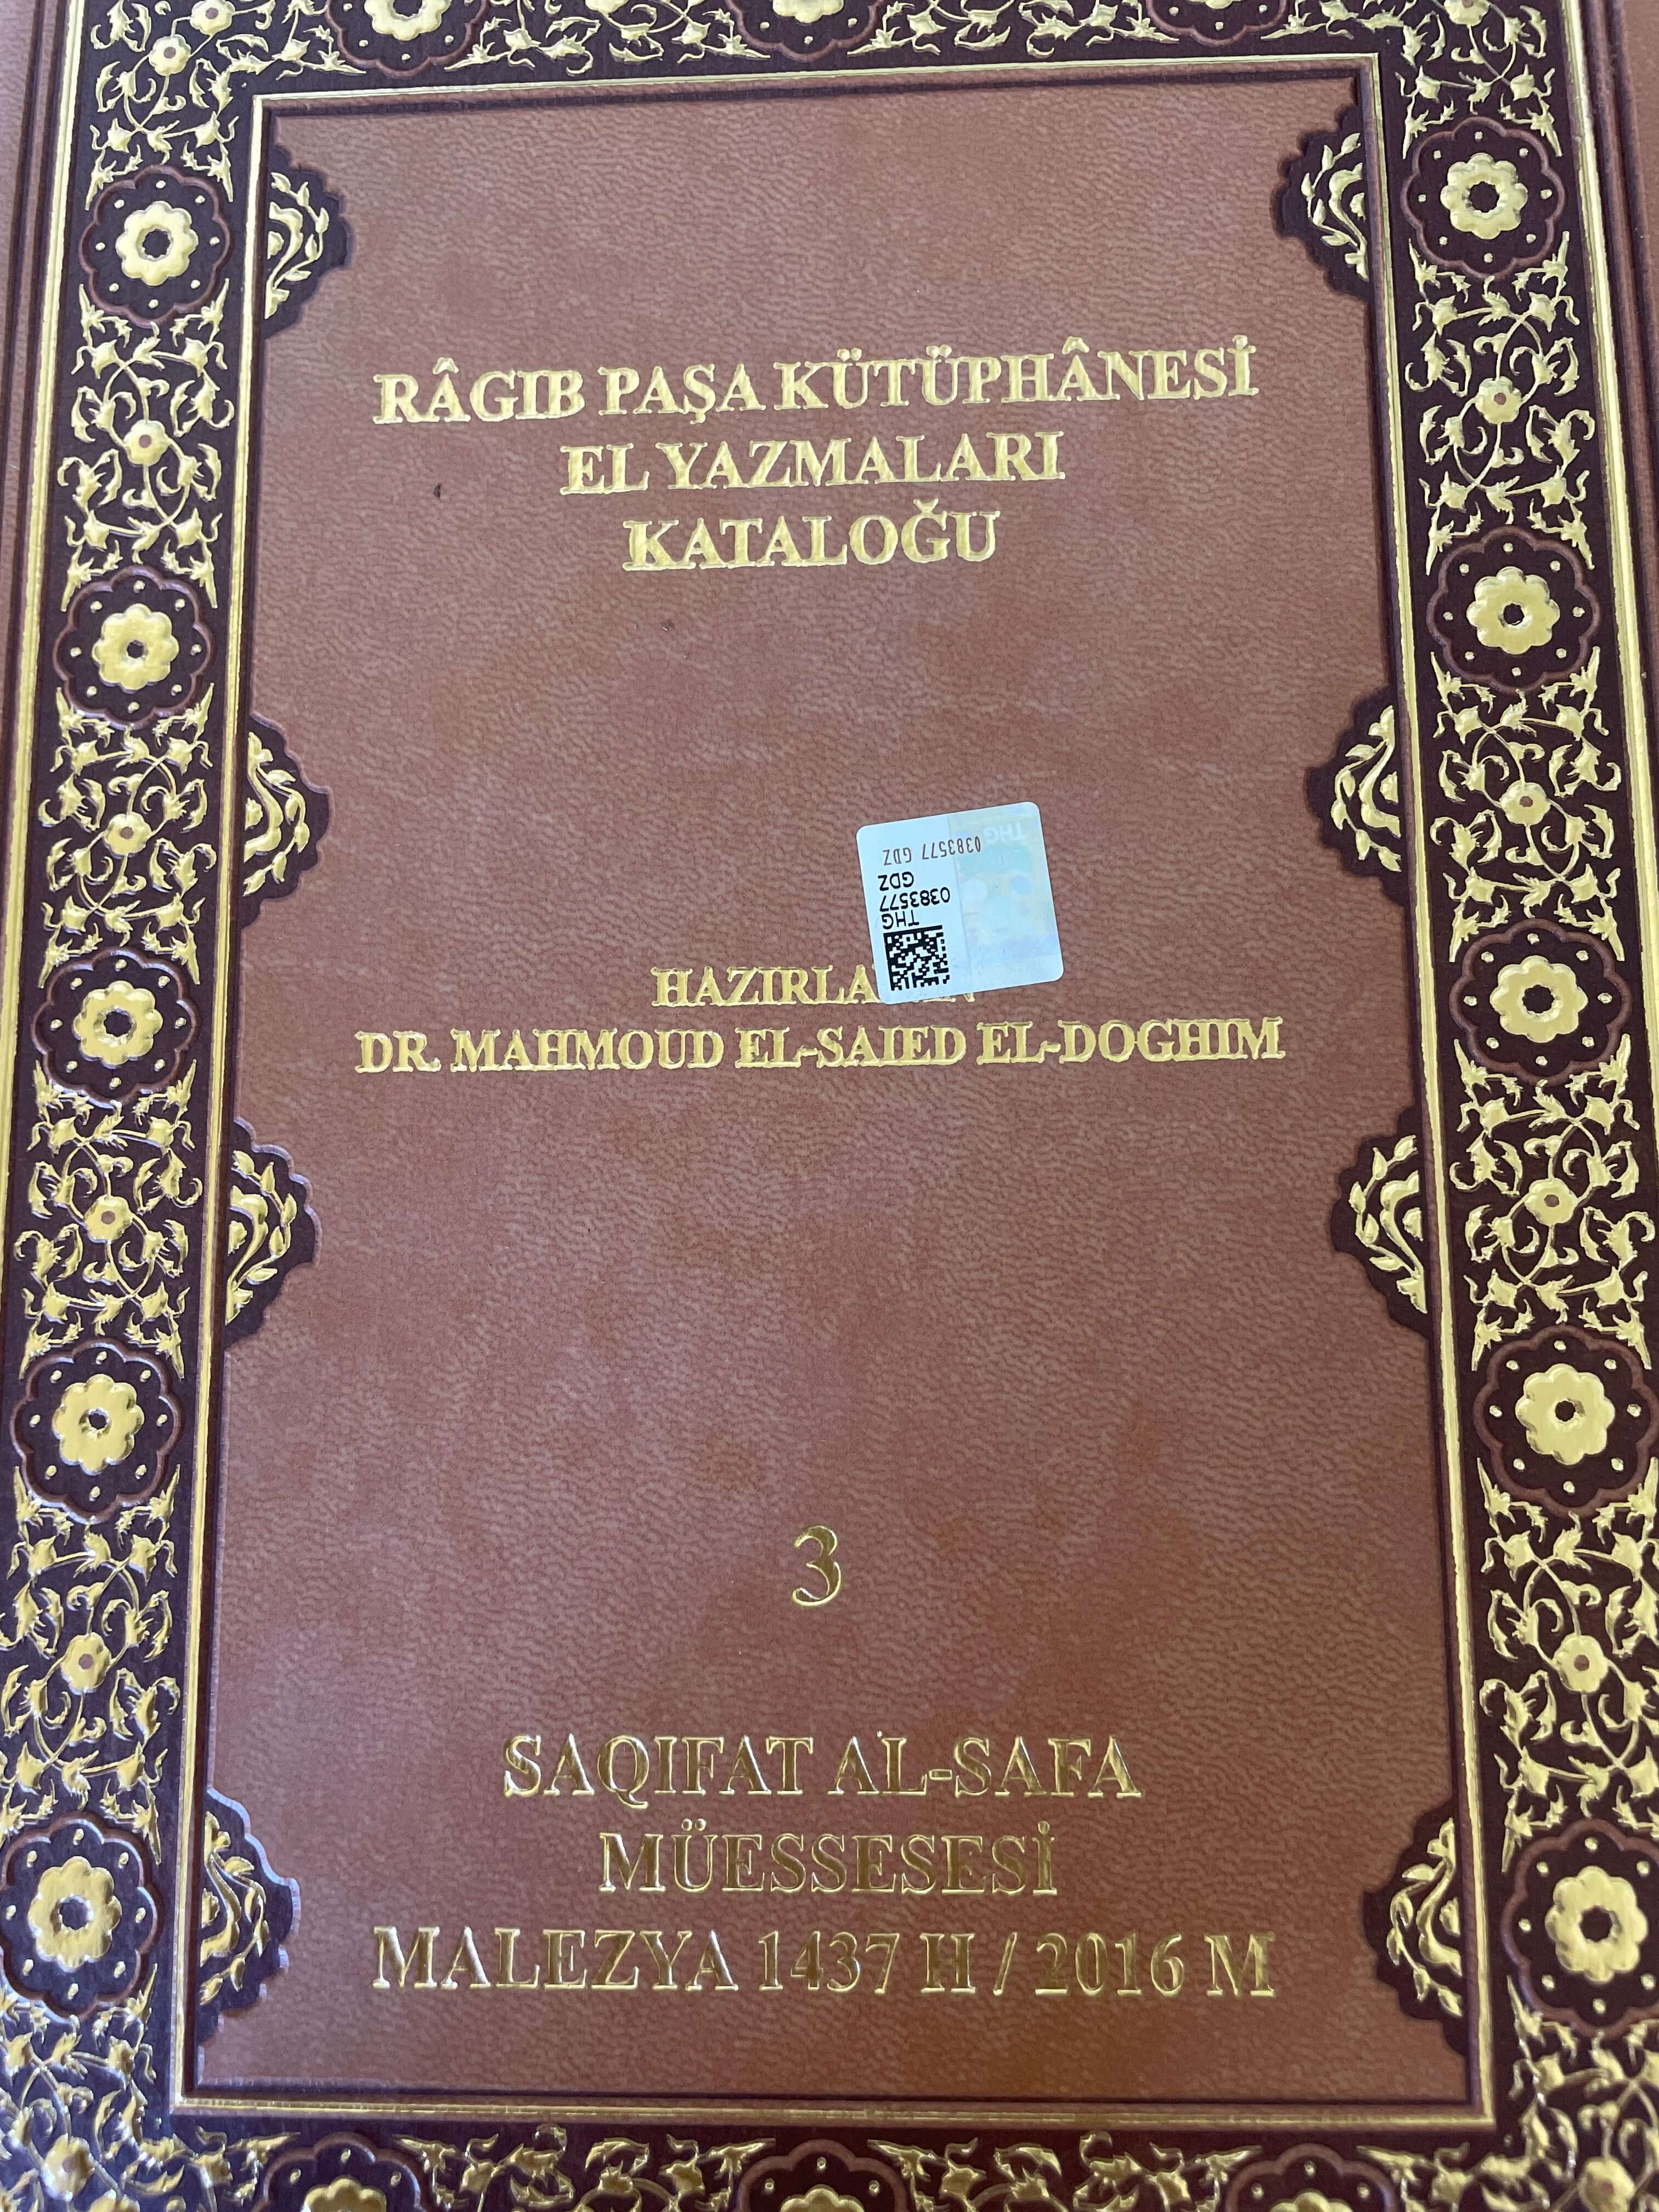 RÂGIB PAŞA KÜTÜPHÂNESİ
EL YAZMALARI
KATALOĞU
THG
0383577 GDZ
THG
0383577
GDZ
DR. MAHMOUD EL-SAIED EL-DOGHIM
3
SAQIFAT AL-SAFA
MÜESSESESİ
MALEZYA 1437 H / 2016 M